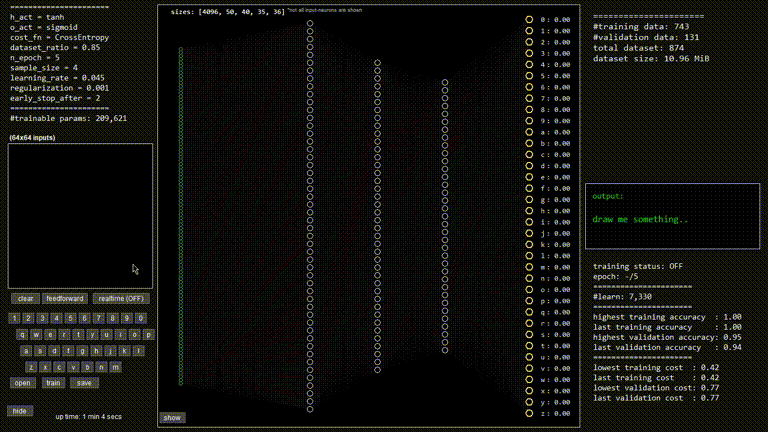 ======================
h_act = tanh
o_act = sigmoid
cost_fn = CrossEntropy
dataset_ratio = 0.85
n_epoch = 5
sample_size = 4
learning_rate = 0.045
regularization = 0.001
early_stop_after = 2
======================
#trainable params: 209,621
(64x64 inputs)
clear feedforward realtime (OFF)
1 2 3 4 5 6 7 8 9 0
q w e r t y u i o p
a s d f g h j k l
z x c v b n m
open train save
hide
up time: 1 min 4 secs
sizes: [4096, 50, 40, 35, 36] *not all input-neurons are shown
0: 0.00
1: 0.00
2: 0.00
3: 0.00
4: 0.00
5: 0.00
6: 0.00
7: 0.00
8: 0.00
9: 0.00
a: 0.00
b: 0.00
c: 0.00
d: 0.00
e: 0.00
f: 0.00
g: 0.00
h: 0.00
i: 0.00
j: 0.00
k: 0.00
l: 0.00
m: 0.00
n: 0.00
o: 0.00
p: 0.00
q: 0.00
r: 0.00
s: 0.00
t: 0.00
u: 0.00
v: 0.00
w: 0.00
x: 0.00
y: 0.00
z: 0.00
show
======================
#training data: 743
#validation data: 131
total dataset: 874
dataset size: 10.96 MiB
output:
draw me something..
training status: OFF
epoch: -/5
======================
#learn: 7,330
======================
highest training accuracy : 1.00
last training accuracy : 1.00
highest validation accuracy: 0.95
last validation accuracy : 0.94
======================
lowest training cost : 0.42
last training cost : 0.42
lowest validation cost: 0.77
last validation cost : 0.77